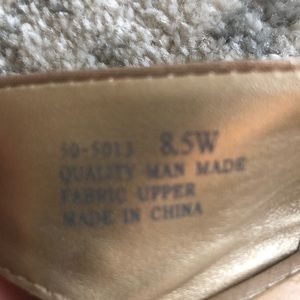 50-5013 8.5W
QUALITY MAN MADE
FABRIC UPPER
MADE IN CHINA